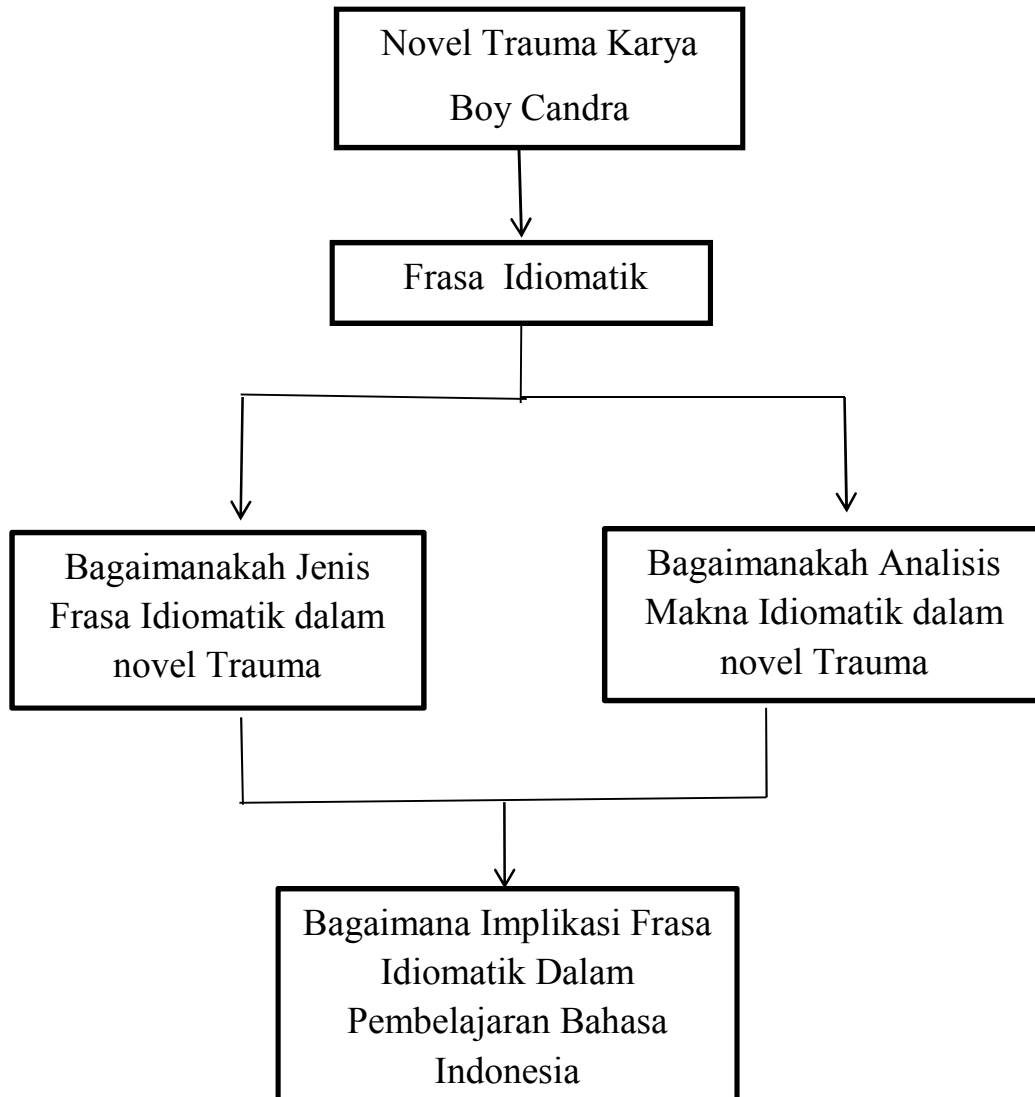 Novel Trauma Karya
Boy Candra
Frasa Idiomatik
Bagaimanakah Jenis
Frasa Idiomatik dalam
novel Trauma
Bagaimanakah Analisis
Makna Idiomatik dalam
novel Trauma
Bagaimana Implikasi Frasa
Idiomatik Dalam
Pembelajaran Bahasa
Indonesia